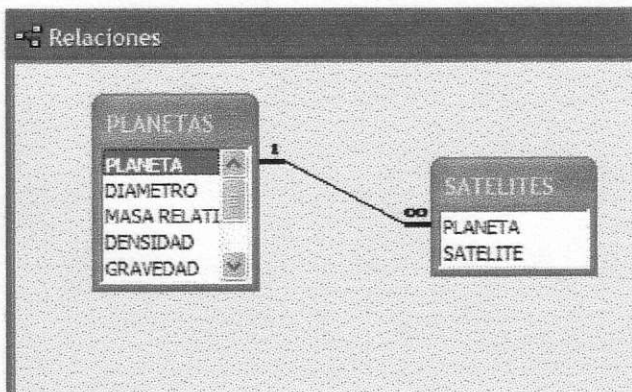 Relaciones
PLANETAS
PLANETA
DIAMETRO
MASA RELATI
DENSIDAD
GRAVEDAD
1
∞
SATELITES
PLANETA
SATELITE